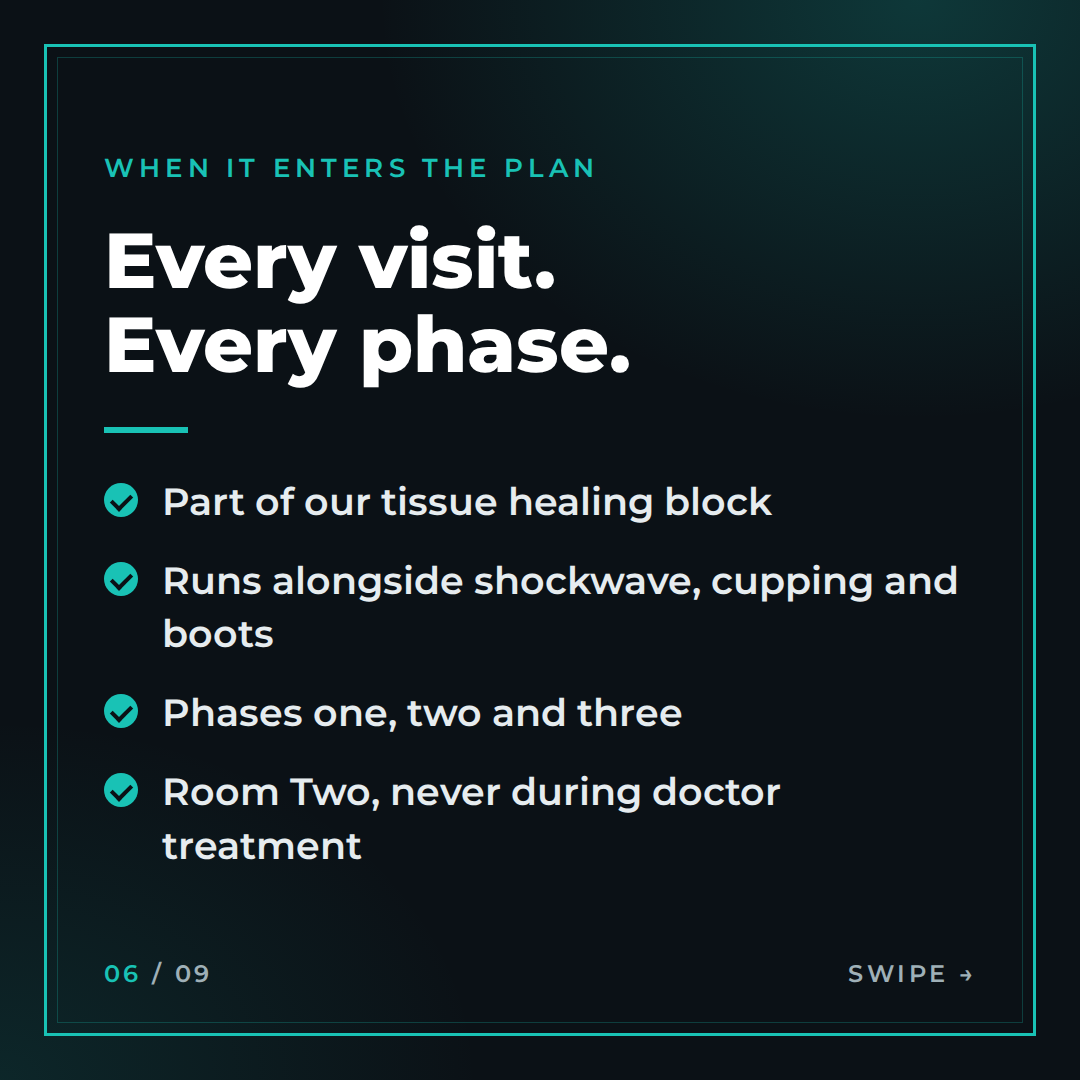 WHEN IT ENTERS THE PLAN
Every visit.
Every phase.
Part of our tissue healing block
Runs alongside shockwave, cupping and
boots
Phases one, two and three
Room Two, never during doctor
treatment
06 / 09
SWIPE →